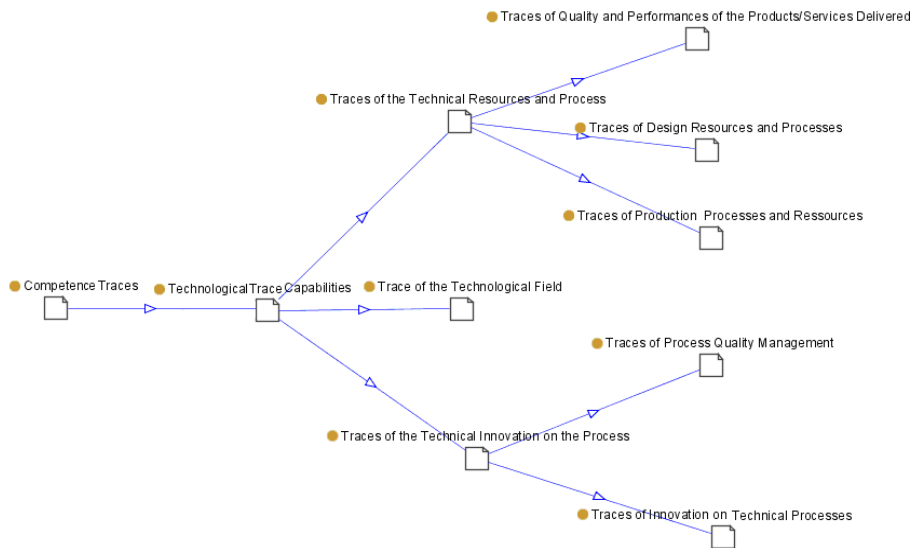 Traces of Quality and Performances of the Products/Services Delivered
Traces of the Technical Resources and Process
Traces of Design Resources and Processes
Traces of Production Processes and Ressources
Competence Traces
TechnologicalTrace Capabilities
Trace of the Technological Field
Traces of Process Quality Management
Traces of the Technical Innovation on the Process
Traces of Innovation on Technical Processes